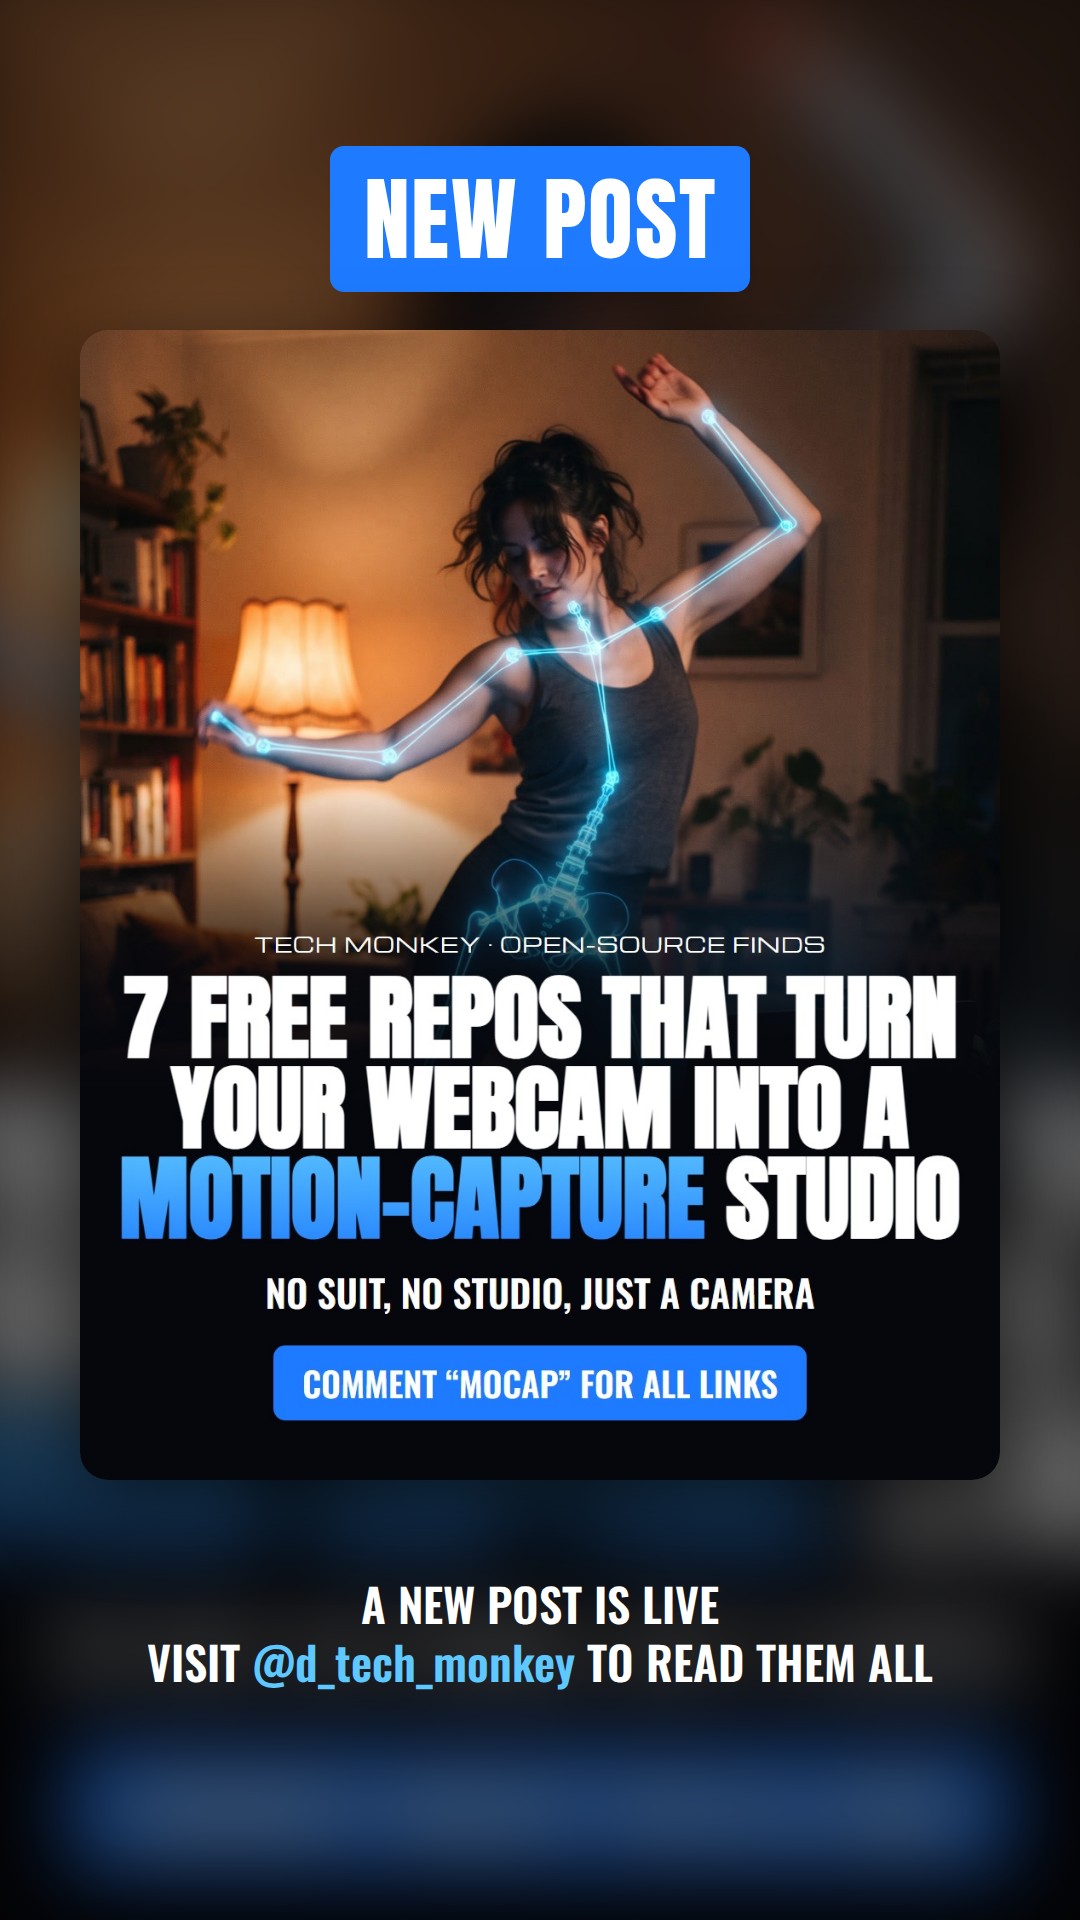 NEW POST
TECH MONKEY · OPEN-SOURCE FINDS
7 FREE REPOS THAT TURN
YOUR WEBCAM INTO A
MOTION-CAPTURE STUDIO
NO SUIT, NO STUDIO, JUST A CAMERA
COMMENT “MOCAP” FOR ALL LINKS
A NEW POST IS LIVE
VISIT @d_tech_monkey TO READ THEM ALL